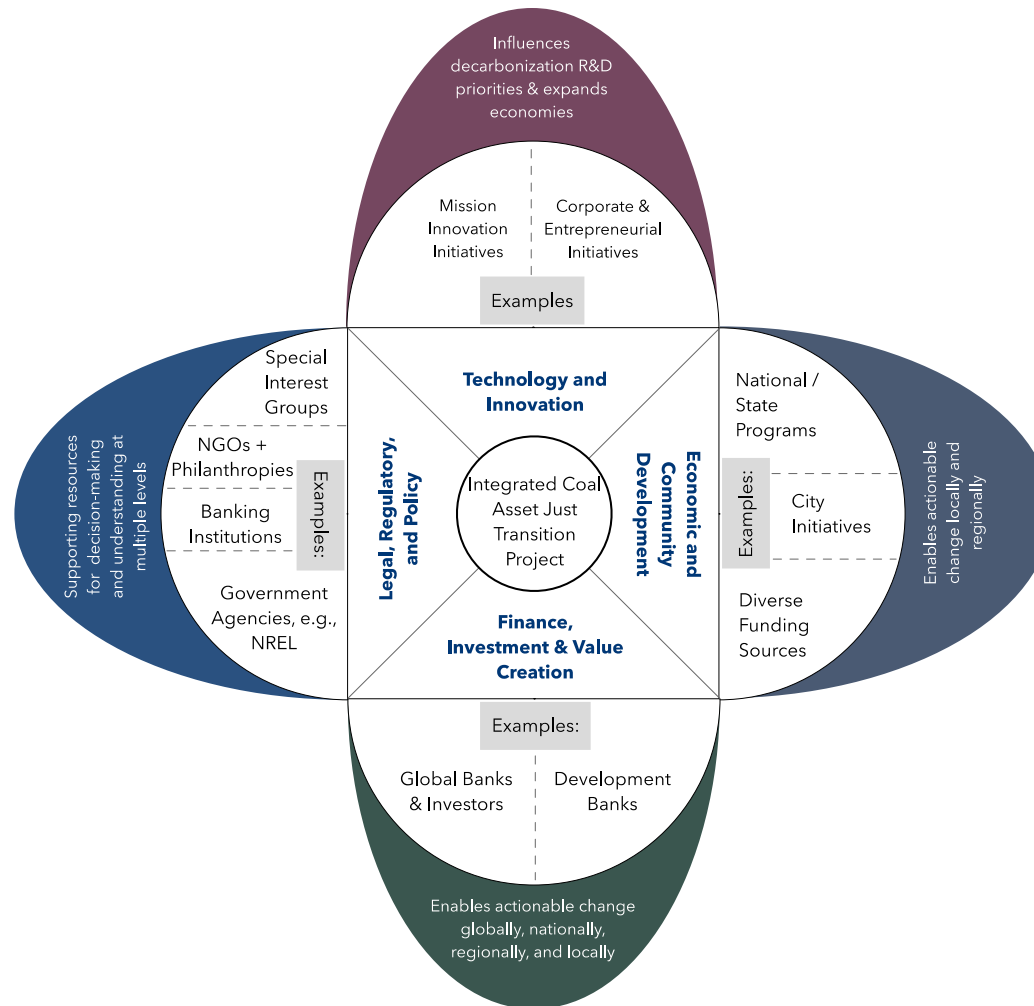 Influences
decarbonization R&D
priorities & expands
economies
Mission
Innovation
Initiatives
Corporate &
Entrepreneurial
Initiatives
Examples
Technology and
Innovation
Supporting resources
for decision-making
and understanding at
multiple levels
Special
Interest
Groups
NGOs +
Philanthropies
Banking
Institutions
Government
Agencies, e.g.,
NREL
Examples:
Legal, Regulatory,
and Policy
Integrated Coal
Asset Just
Transition
Project
Economic and
Community
Development
Examples:
National /
State
Programs
City
Initiatives
Diverse
Funding
Sources
Enables actionable
change locally and
regionally
Finance,
Investment & Value
Creation
Examples:
Global Banks
& Investors
Development
Banks
Enables actionable change
globally, nationally,
regionally, and locally